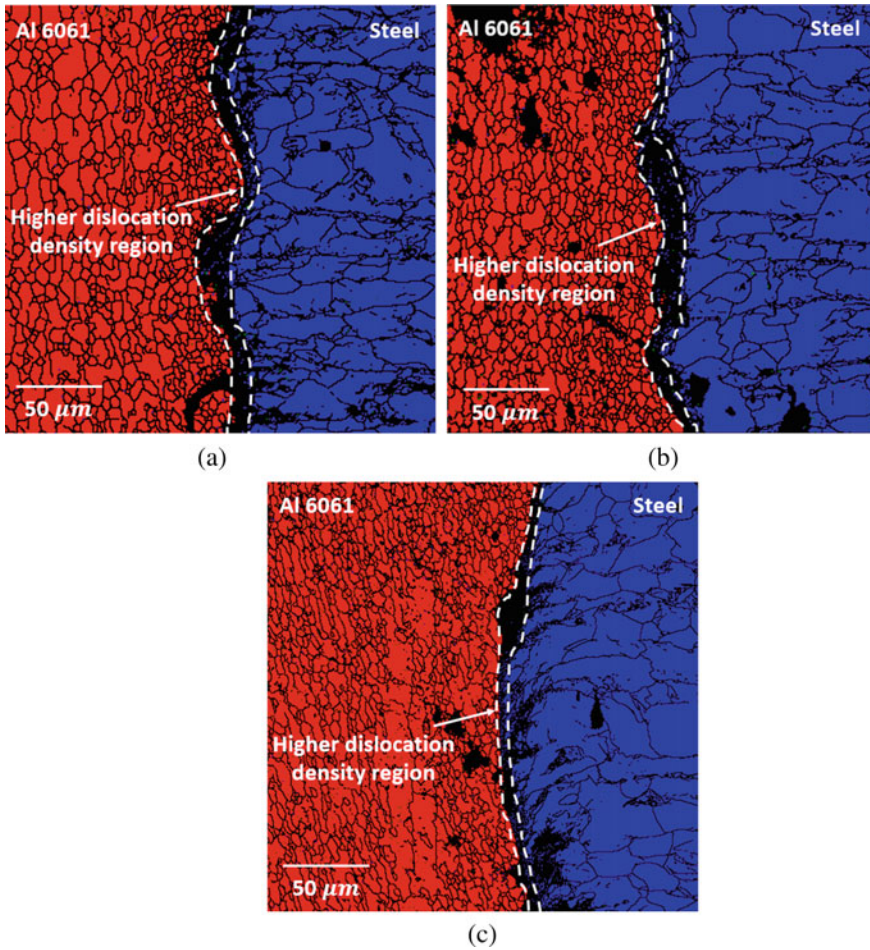 Al 6061
Steel
Higher dislocation
density region
50 μm
(a)
Al 6061
Steel
Higher dislocation
density region
50 μm
(b)
Al 6061
Steel
Higher dislocation
density region
50 μm
(c)